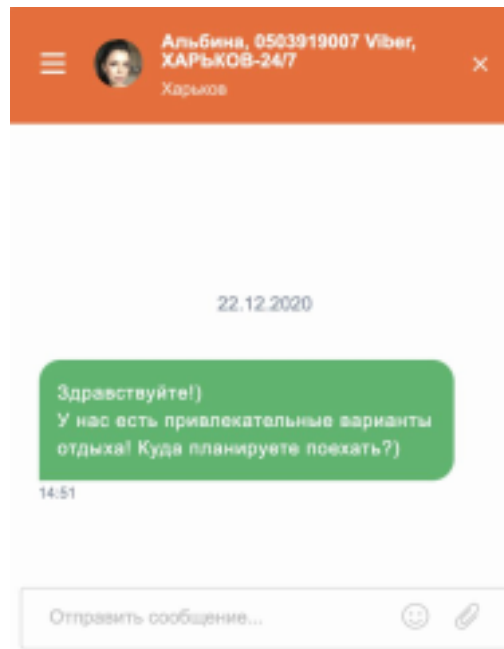 Альбина, 0503919007 Viber,
ХАРЬКОВ-24/7
Харьков
22.12.2020
Здравствуйте!)
У нас есть привлекательные варианты
отдыха! Куда планируете поехать?)
14:51
Отправить сообщение...